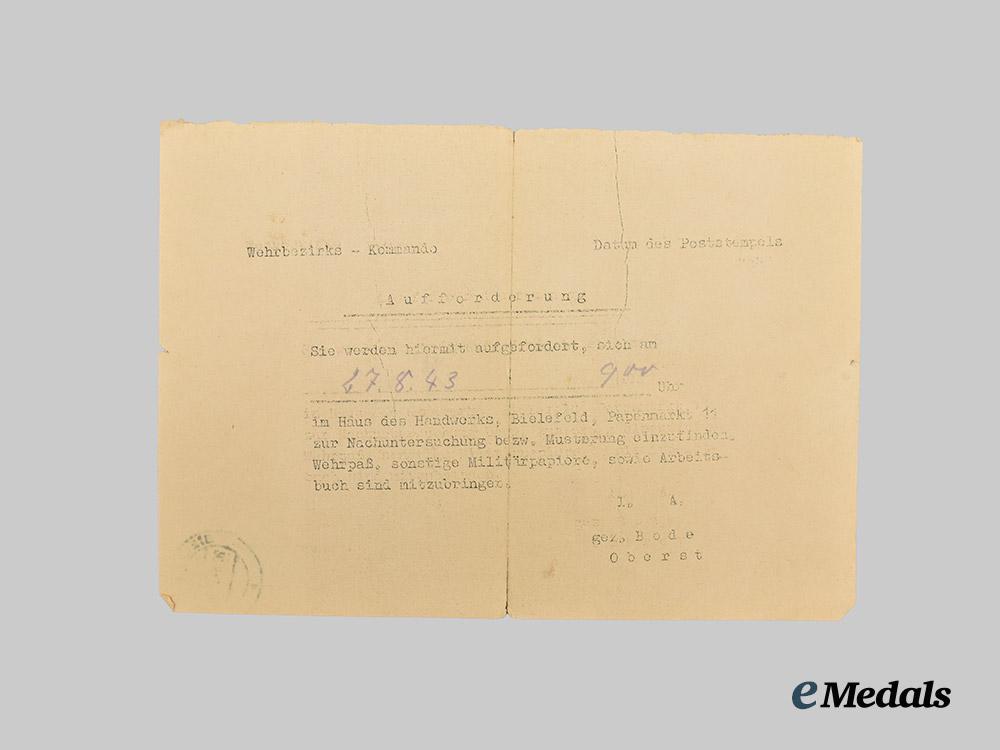 Wehrbezirks - Kommando
Datum des Poststempels
Aufforderung
Sie werden hiermit aufgefordert, sich am
27.8.43 9oo Uhr
im Haus des Handwerks, Bielefeld, Papenmarkt 11
zur Nachuntersuchung bezw. Musterung einzufinden.
Wehrpaß, sonstige Militärpapiere, sowie Arbeits-
buch sind mitzubringen.
I. A.
gez. Bode
Oberst
eMedals